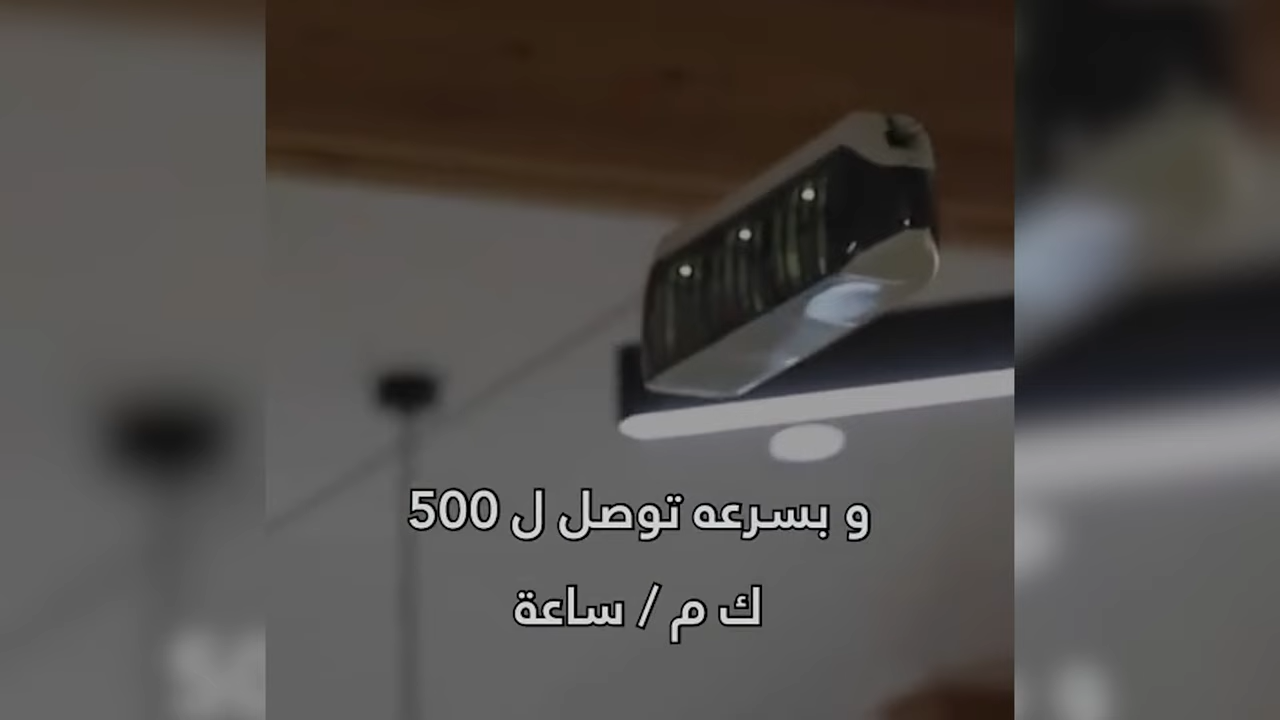 و بسرعه توصل ل 500
ك م / ساعة